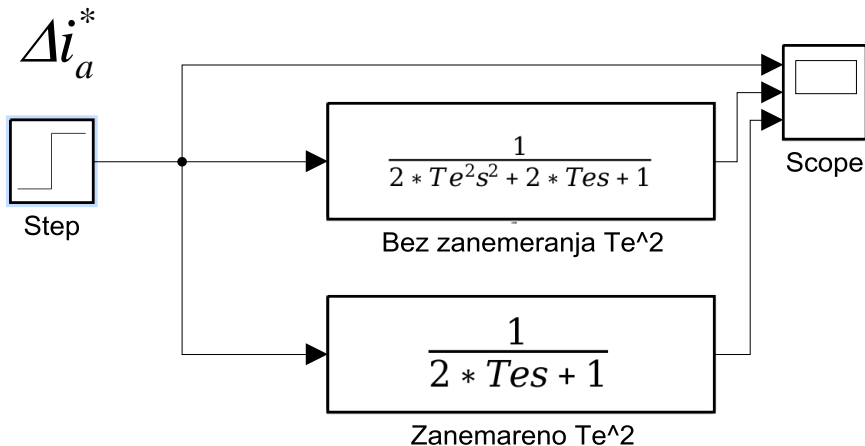 Δi*a
Step
1
2 * Te²s² + 2 * Tes + 1
Bez zanemeranja Te^2
Scope
1
2 * Tes + 1
Zanemareno Te^2